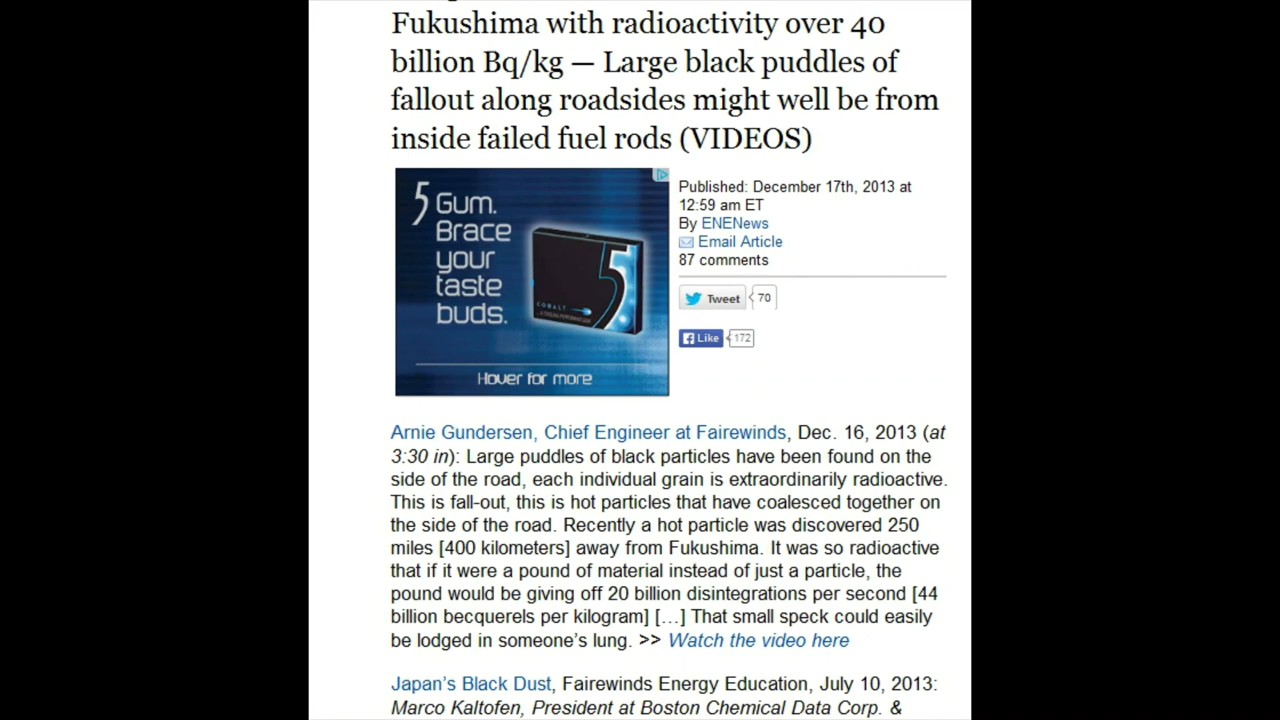 Fukushima with radioactivity over 40
billion Bq/kg — Large black puddles of
fallout along roadsides might well be from
inside failed fuel rods (VIDEOS)
5 Gum.
Brace
your
taste
buds.
5
COBALT
Hover for more
Published: December 17th, 2013 at
12:59 am ET
By ENENews
Email Article
87 comments
Tweet 70
Like 172
Arnie Gundersen, Chief Engineer at Fairewinds, Dec. 16, 2013 (at
3:30 in): Large puddles of black particles have been found on the
side of the road, each individual grain is extraordinarily radioactive.
This is fall-out, this is hot particles that have coalesced together on
the side of the road. Recently a hot particle was discovered 250
miles [400 kilometers] away from Fukushima. It was so radioactive
that if it were a pound of material instead of just a particle, the
pound would be giving off 20 billion disintegrations per second [44
billion becquerels per kilogram] […] That small speck could easily
be lodged in someone’s lung. >> Watch the video here
Japan’s Black Dust, Fairewinds Energy Education, July 10, 2013:
Marco Kaltofen, President at Boston Chemical Data Corp. &